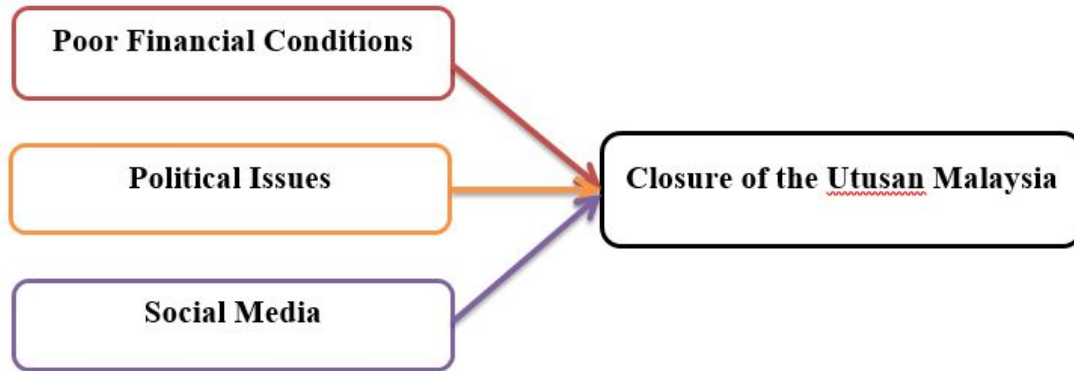 Poor Financial Conditions
Political Issues
Closure of the Utusan Malaysia
Social Media